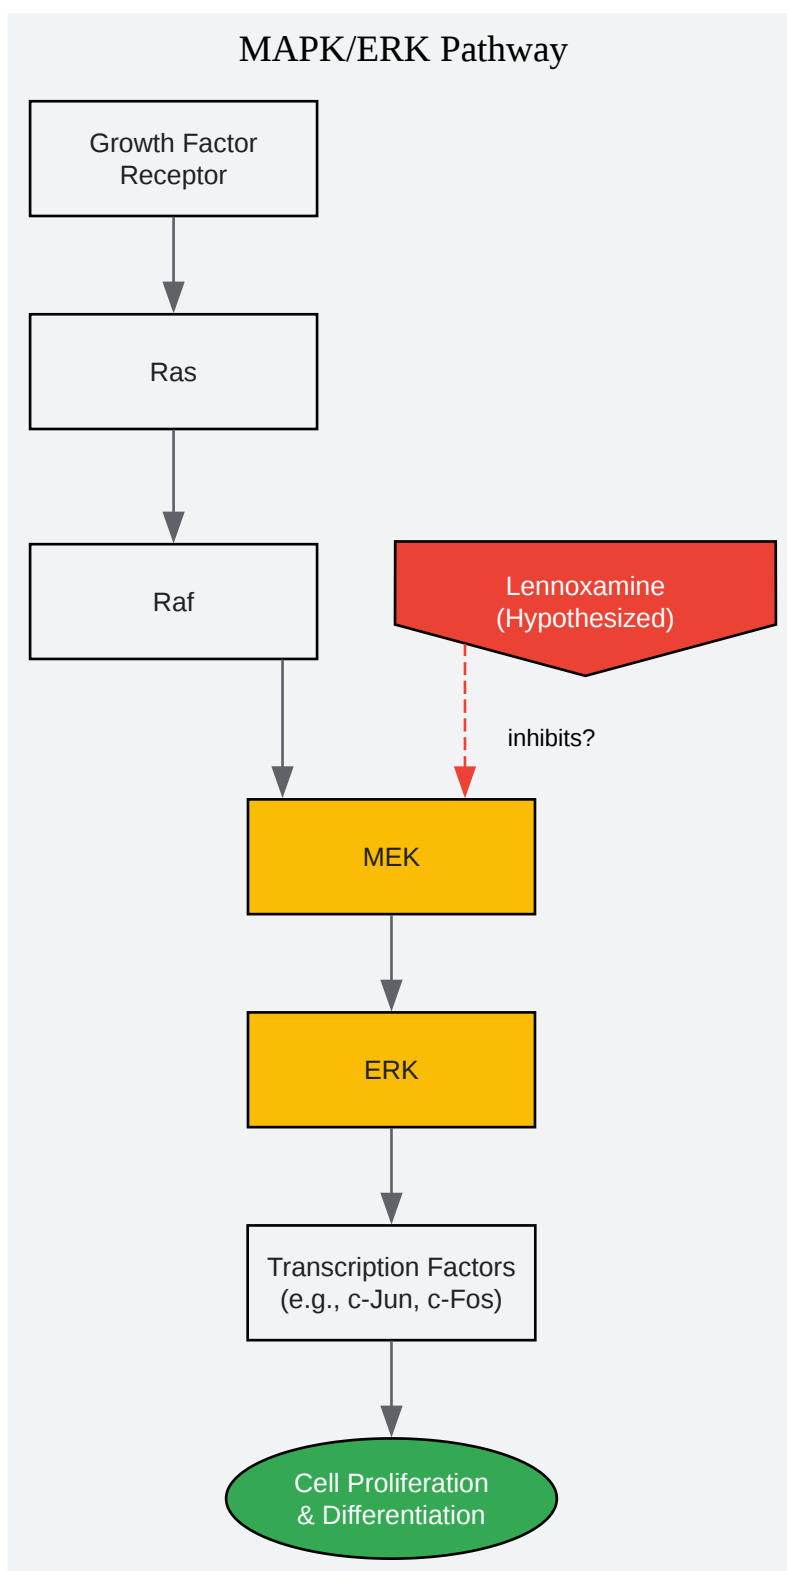 MAPK/ERK Pathway
Growth Factor
Receptor
Ras
Raf
Lennoxamine
(Hypothesized)
inhibits?
MEK
ERK
Transcription Factors
(e.g., c-Jun, c-Fos)
Cell Proliferation
& Differentiation